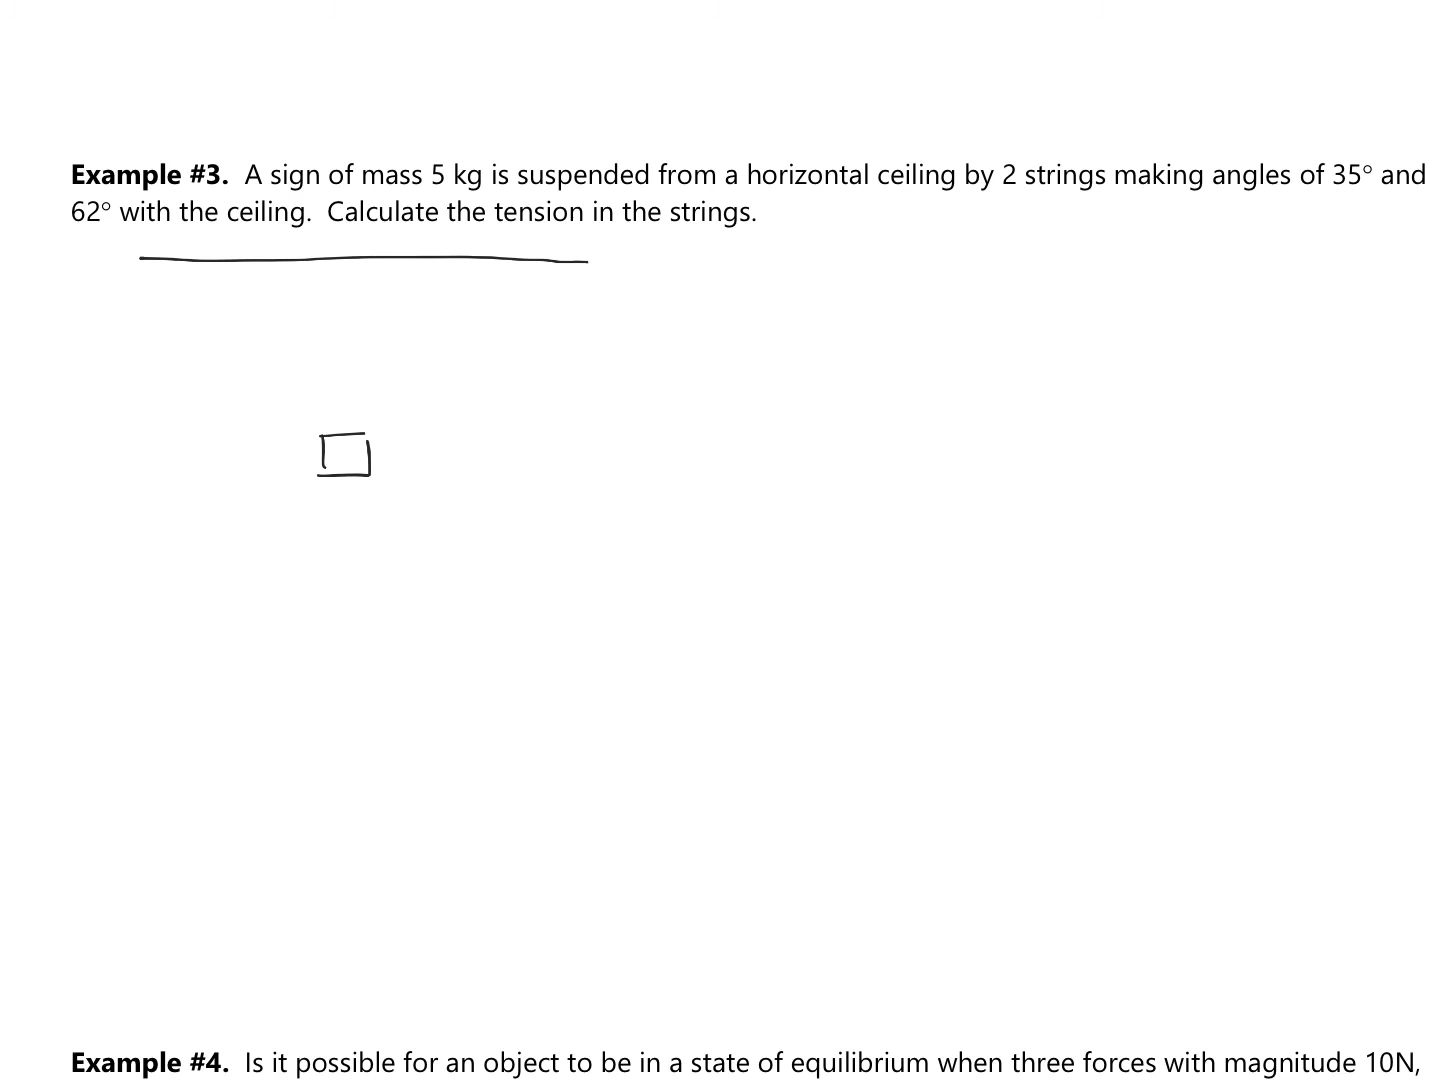 Example #3. A sign of mass 5 kg is suspended from a horizontal ceiling by 2 strings making angles of 35° and
62° with the ceiling. Calculate the tension in the strings.
Example #4. Is it possible for an object to be in a state of equilibrium when three forces with magnitude 10N,